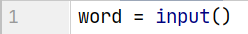 1 word = input()